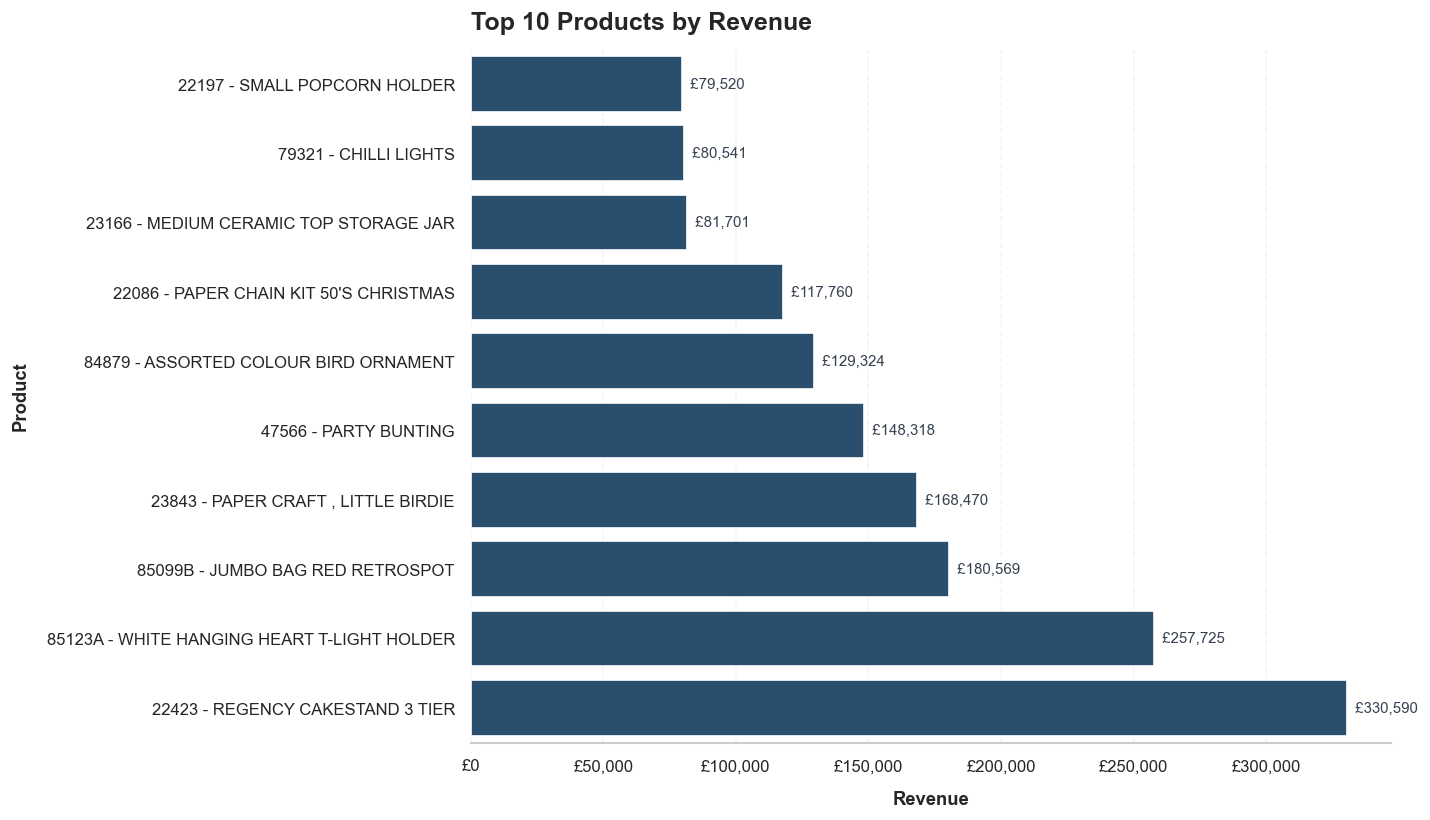 Top 10 Products by Revenue
22197 - SMALL POPCORN HOLDER £79,520
79321 - CHILLI LIGHTS £80,541
23166 - MEDIUM CERAMIC TOP STORAGE JAR £81,701
22086 - PAPER CHAIN KIT 50'S CHRISTMAS £117,760
84879 - ASSORTED COLOUR BIRD ORNAMENT £129,324
47566 - PARTY BUNTING £148,318
23843 - PAPER CRAFT , LITTLE BIRDIE £168,470
85099B - JUMBO BAG RED RETROSPOT £180,569
85123A - WHITE HANGING HEART T-LIGHT HOLDER £257,725
22423 - REGENCY CAKESTAND 3 TIER £330,590
Product
£0 £50,000 £100,000 £150,000 £200,000 £250,000 £300,000
Revenue